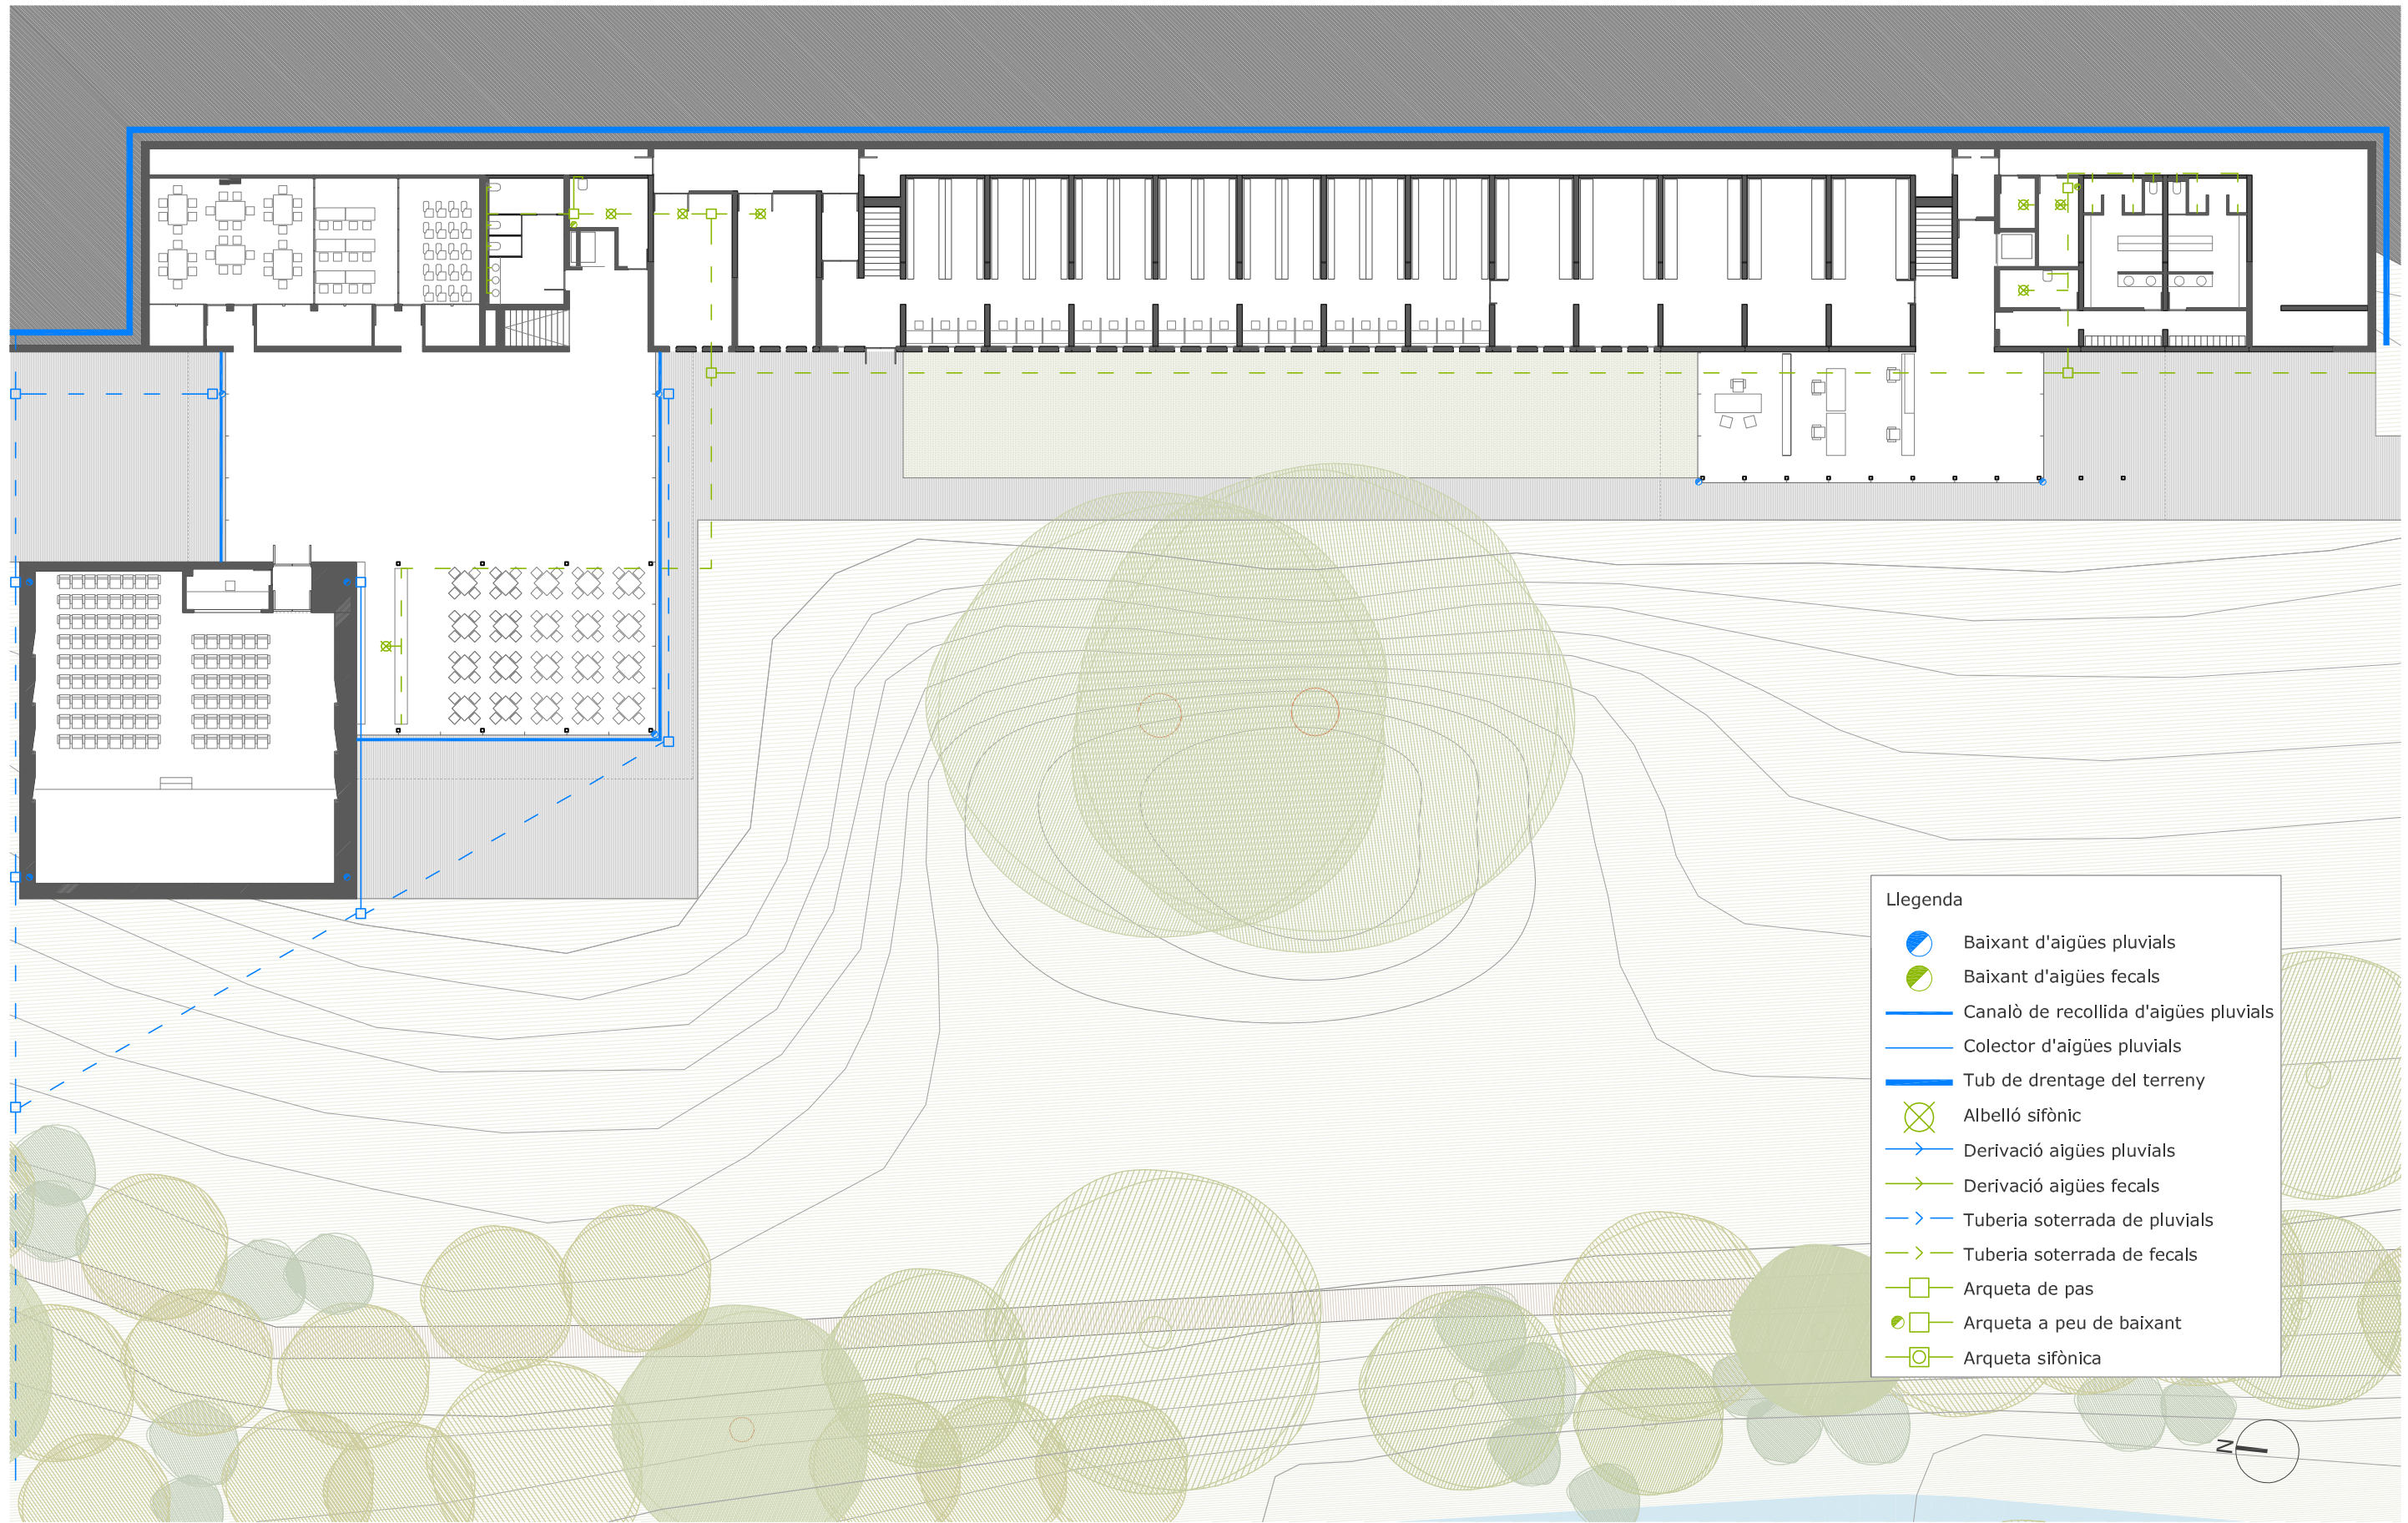 Llegenda
Baixant d'aigües pluvials
Baixant d'aigües fecals
Canalò de recollida d'aigües pluvials
Colector d'aigües pluvials
Tub de drentage del terreny
Albelló sifònic
Derivació aigües pluvials
Derivació aigües fecals
Tuberia soterrada de pluvials
Tuberia soterrada de fecals
Arqueta de pas
Arqueta a peu de baixant
Arqueta sifònica
N